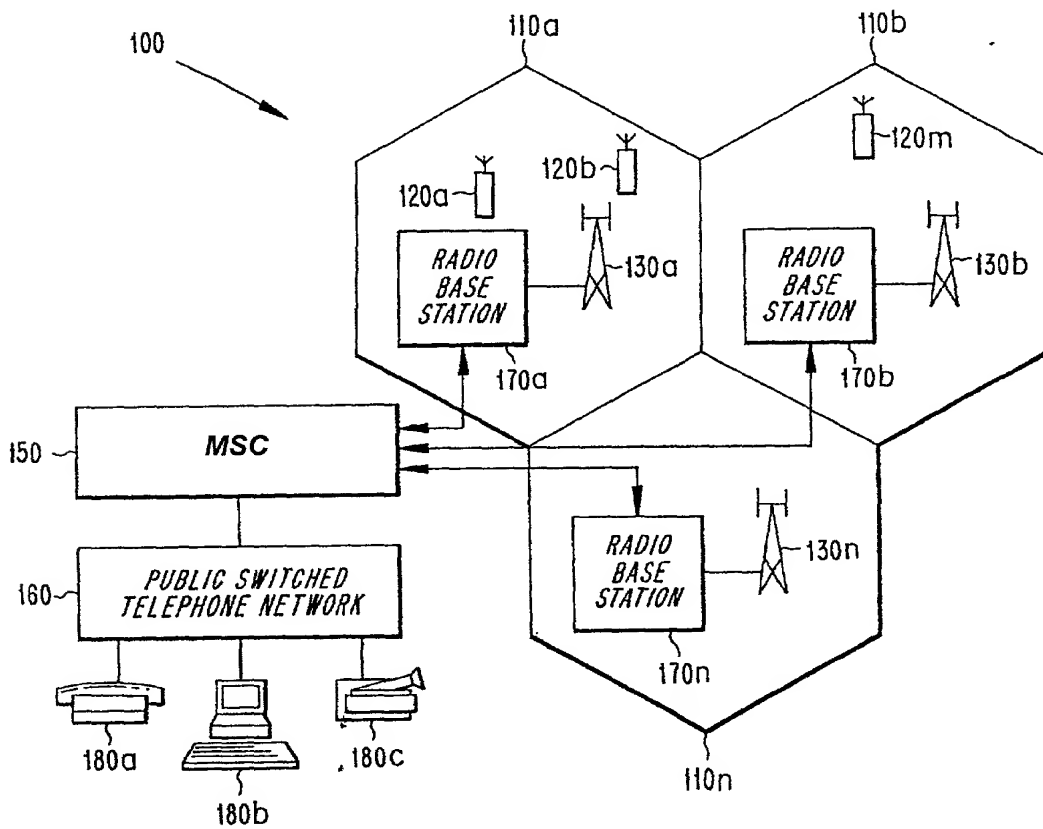 100
110a
110b
120a
120b
120m
RADIO
BASE
STATION
130a
RADIO
BASE
STATION
130b
170a
170b
150
MSC
RADIO
BASE
STATION
130n
160
PUBLIC SWITCHED
TELEPHONE NETWORK
170n
180a
180b
180c
110n